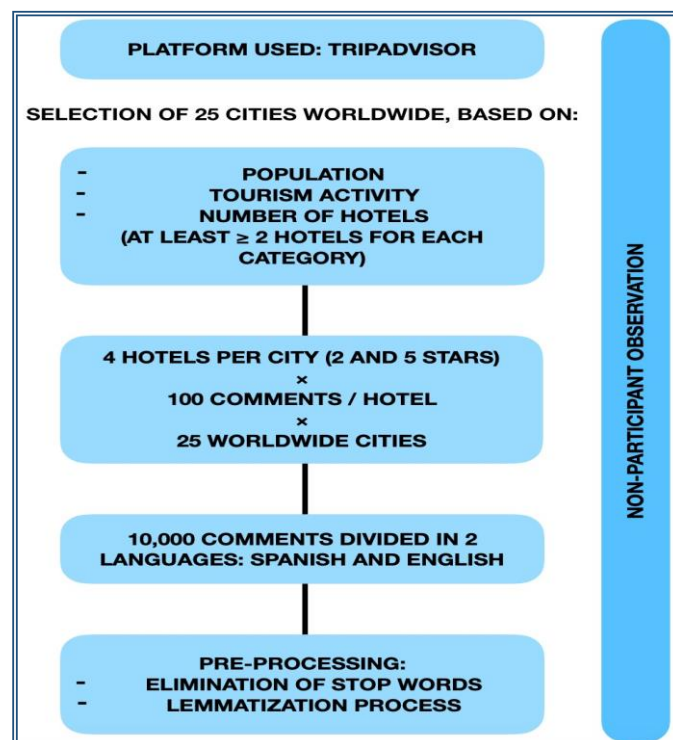 PLATFORM USED: TRIPADVISOR
SELECTION OF 25 CITIES WORLDWIDE, BASED ON:
- POPULATION
- TOURISM ACTIVITY
- NUMBER OF HOTELS
(AT LEAST ≥ 2 HOTELS FOR EACH
CATEGORY)
4 HOTELS PER CITY (2 AND 5 STARS)
×
100 COMMENTS / HOTEL
×
25 WORLDWIDE CITIES
10,000 COMMENTS DIVIDED IN 2
LANGUAGES: SPANISH AND ENGLISH
PRE-PROCESSING:
- ELIMINATION OF STOP WORDS
- LEMMATIZATION PROCESS
NON-PARTICIPANT OBSERVATION